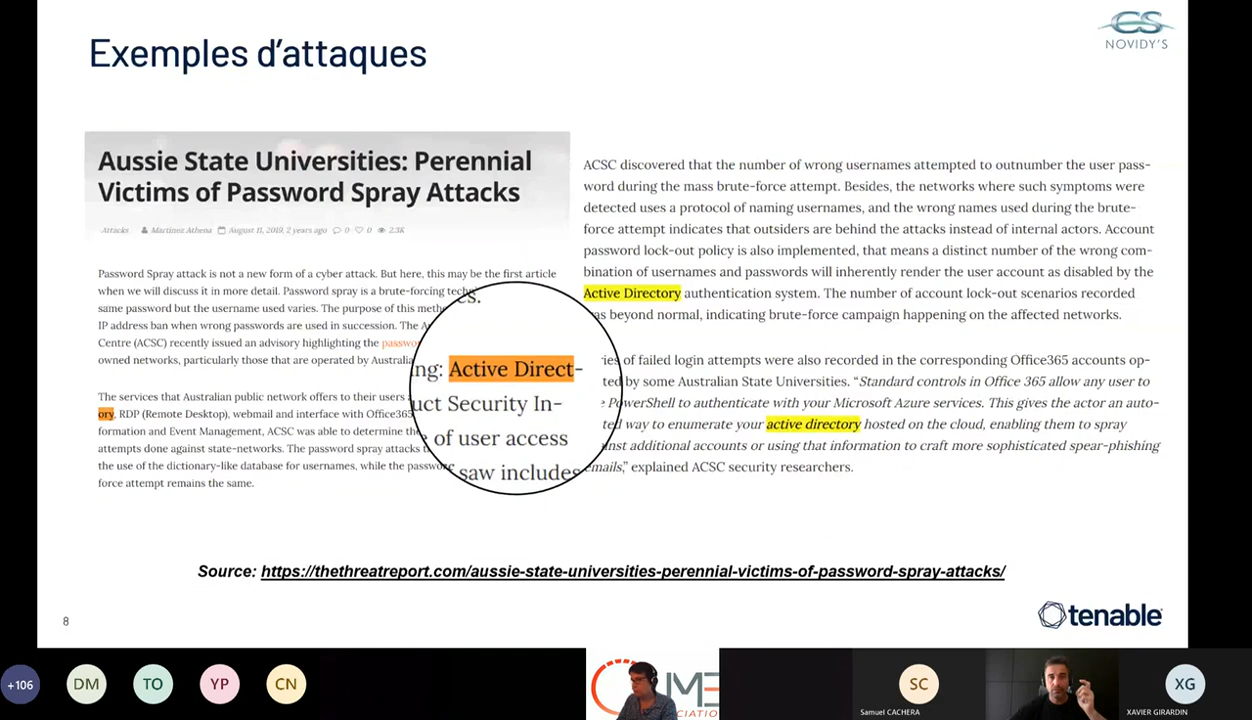 Exemples d’attaques
NOVIDY'S
Aussie State Universities: Perennial
Victims of Password Spray Attacks
Attacks Martinez Athena August 11, 2019, 2 years ago 0 0 2.3K
Password Spray attack is not a new form of a cyber attack. But here, this may be the first article
when we will discuss it in more detail. Password spray is a brute-forcing
same password but the username used varies. The purpose of this
IP address ban when wrong passwords are used in succession. The
Centre (ACSC) recently issued an advisory highlighting the
owned networks, particularly those that are operated by
The services that Australian public network offers to their users
ory, RDP (Remote Desktop), webmail and interface with Office365
formation and Event Management, ACSC was able to determine
attempts done against state-networks. The password spray attacks
the use of the dictionary-like database for usernames, while the
force attempt remains the same.
es.
ng: Active Direct-
uct Security In-
of user access
saw includes
ACSC discovered that the number of wrong usernames attempted to outnumber the user pass-
word during the mass brute-force attempt. Besides, the networks where such symptoms were
detected uses a protocol of naming usernames, and the wrong names used during the brute-
force attempt indicates that outsiders are behind the attacks instead of internal actors. Account
password lock-out policy is also implemented, that means a distinct number of the wrong com-
bination of usernames and passwords will inherently render the user account as disabled by the
Active Directory authentication system. The number of account lock-out scenarios recorded
as beyond normal, indicating brute-force campaign happening on the affected networks.
of failed login attempts were also recorded in the corresponding Office365 accounts op-
ted by some Australian State Universities. “Standard controls in Office 365 allow any user to
PowerShell to authenticate with your Microsoft Azure services. This gives the actor an auto-
way to enumerate your active directory hosted on the cloud, enabling them to spray
additional accounts or using that information to craft more sophisticated spear-phishing
emails,” explained ACSC security researchers.
Source: https://thethreatreport.com/aussie-state-universities-perennial-victims-of-password-spray-attacks/
8
tenable
+106
DM
TO
YP
CN
SC
Samuel CACHERA
XG
XAVIER GIRARDIN